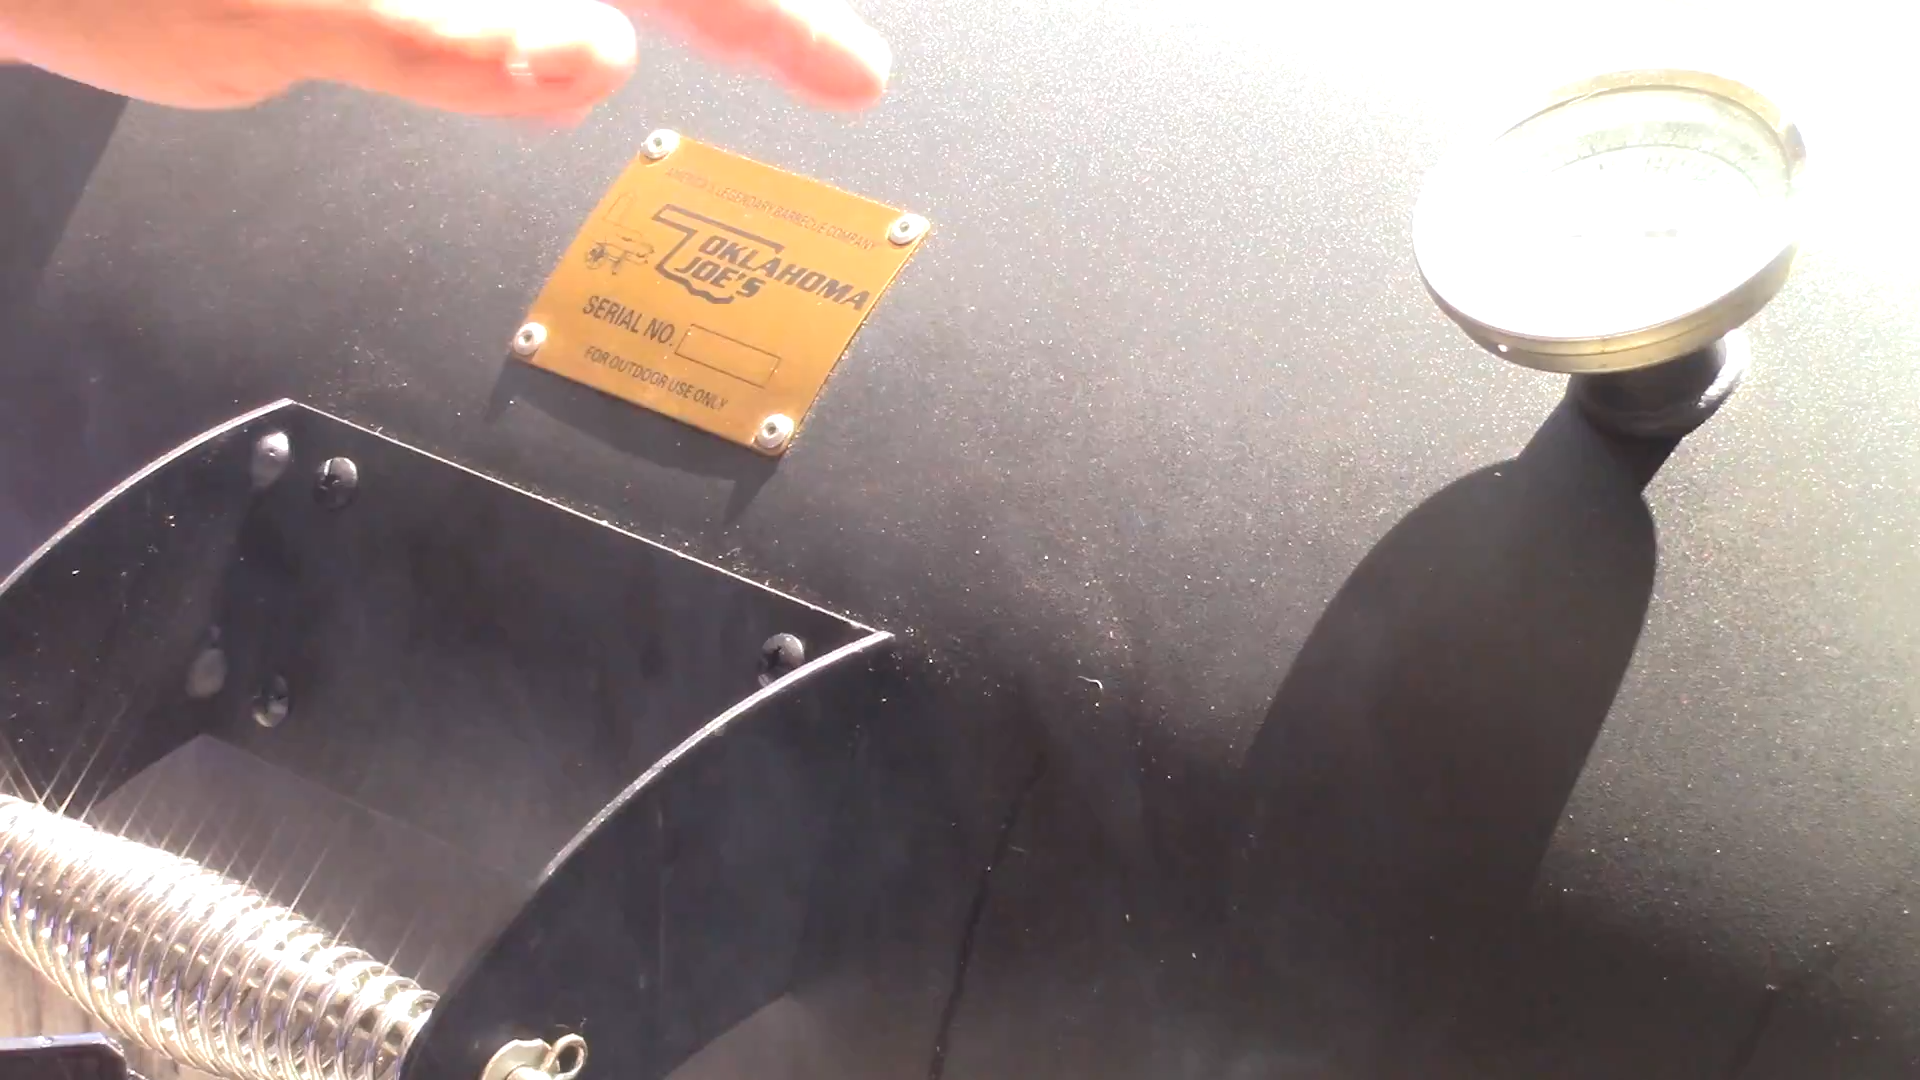 AMERICA'S LEGENDARY BARBECUE COMPANY
OKLAHOMA
JOE'S
SERIAL NO.
FOR OUTDOOR USE ONLY